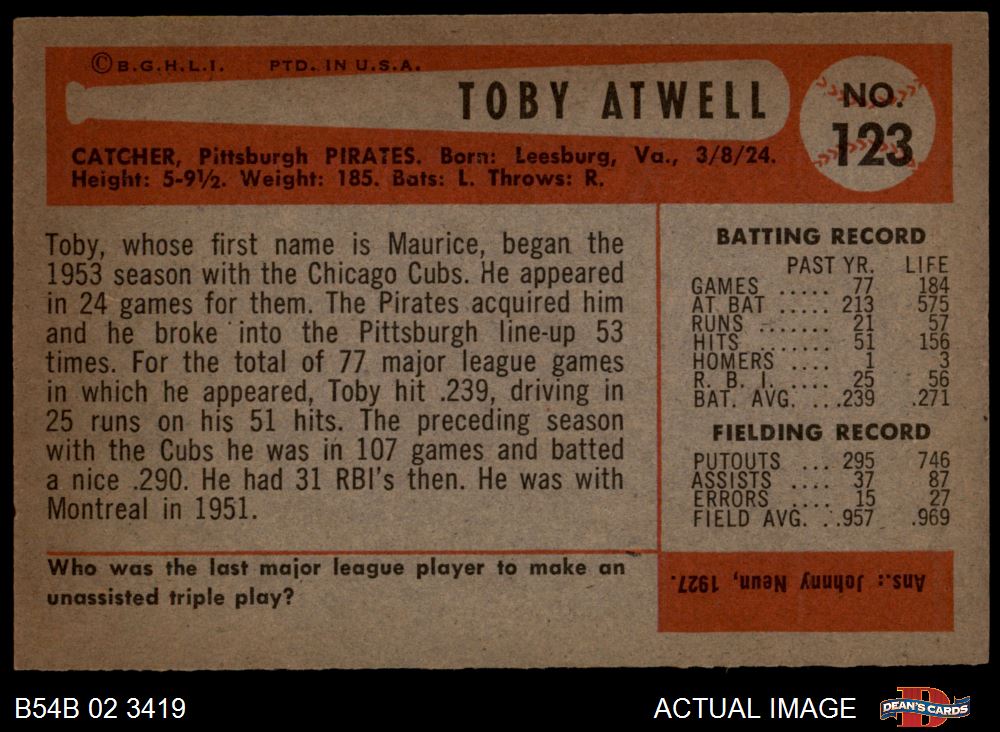 ©B.G.H.L.I. PTD. IN U.S.A.
TOBY ATWELL
NO.
123
CATCHER, Pittsburgh PIRATES. Born: Leesburg, Va., 3/8/24.
Height: 5-9½. Weight: 185. Bats: L. Throws: R.
Toby, whose first name is Maurice, began the
1953 season with the Chicago Cubs. He appeared
in 24 games for them. The Pirates acquired him
and he broke into the Pittsburgh line-up 53
times. For the total of 77 major league games
in which he appeared, Toby hit .239, driving in
25 runs on his 51 hits. The preceding season
with the Cubs he was in 107 games and batted
a nice .290. He had 31 RBI's then. He was with
Montreal in 1951.
BATTING RECORD
PAST YR. LIFE
GAMES ..... 77 184
AT BAT ..... 213 575
RUNS ....... 21 57
HITS ....... 51 156
HOMERS .... 1 3
R. B. I. .... 25 56
BAT. AVG. ...239 .271
FIELDING RECORD
PUTOUTS ... 295 746
ASSISTS .... 37 87
ERRORS .... 15 27
FIELD AVG. . .957 .969
Who was the last major league player to make an
unassisted triple play?
Ans.: Johnny Neun, 1927.
B54B 02 3419
ACTUAL IMAGE
D
DEAN'S CARDS